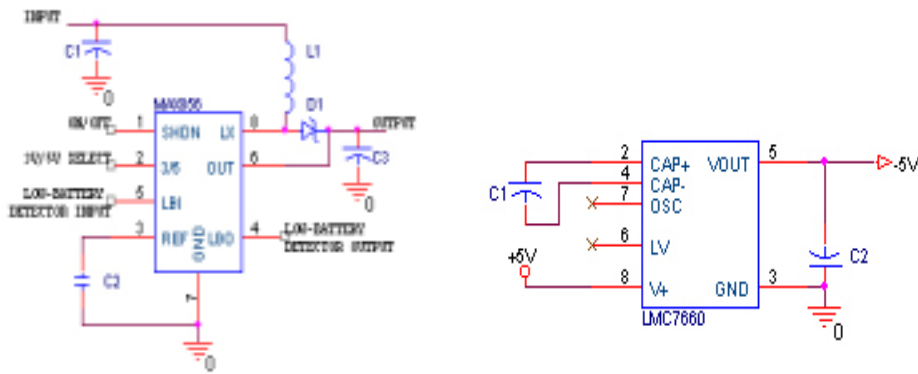 INPUT
C1
L1
0
MAX856
D1
ON/OFF
1
SHDN
LX
8
OUTPUT
3V/5V SELECT
2
3/5
OUT
6
C3
LOW-BATTERY
DETECTOR INPUT
5
LBI
0
3
REF
GND
LBO
4
LOW-BATTERY
DETECTOR OUTPUT
C2
7
0
2
CAP+
VOUT
5
-5V
4
CAP-
C1
7
OSC
6
LV
+5V
C2
8
V+
GND
3
LMC7660
0